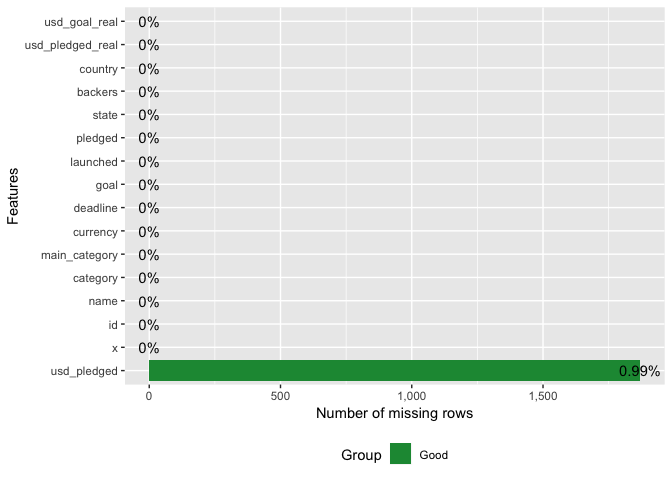 usd_goal_real 0%
usd_pledged_real 0%
country 0%
backers 0%
state 0%
pledged 0%
launched 0%
goal 0%
deadline 0%
currency 0%
main_category 0%
category 0%
name 0%
id 0%
x 0%
usd_pledged 0.99%
Features
0 500 1,000 1,500
Number of missing rows
Group Good